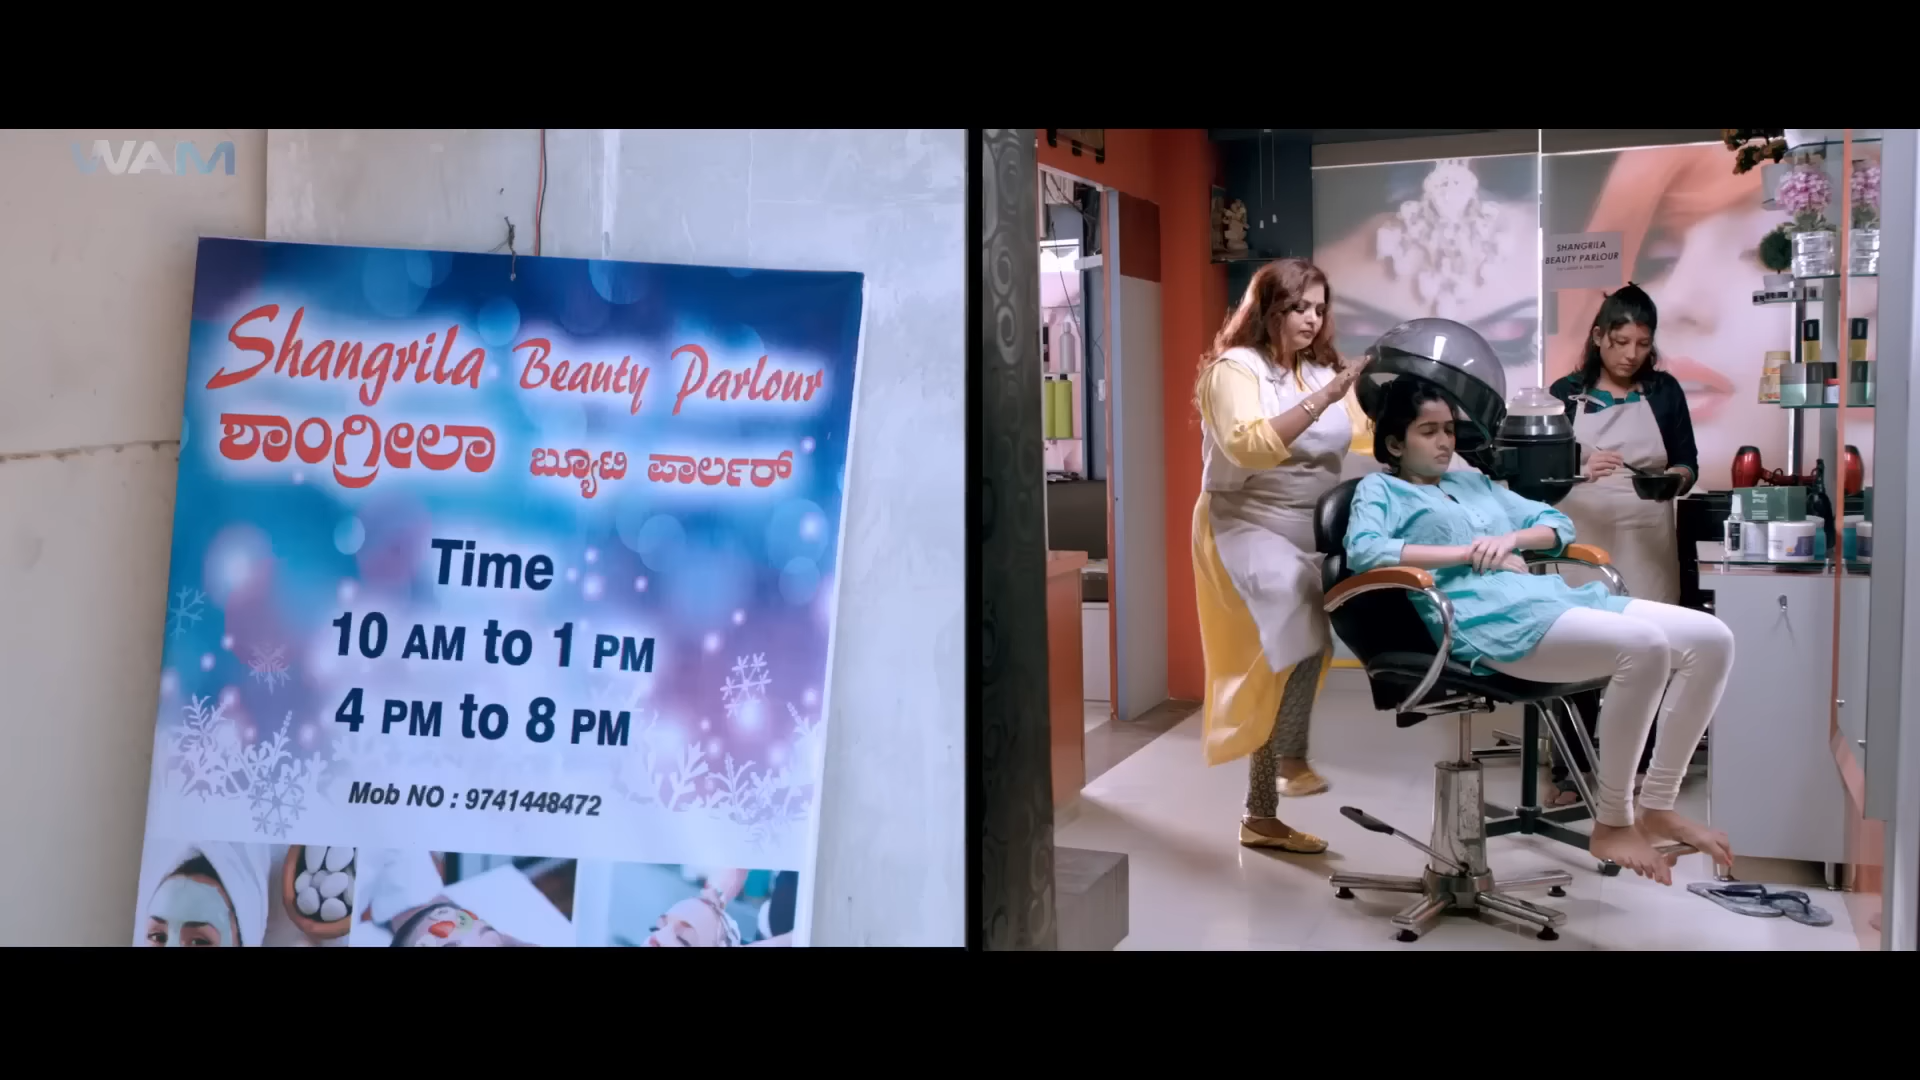 WAM
Shangrila Beauty Parlour
ಶಾಂಗ್ರೀಲಾ ಬ್ಯೂಟಿ ಪಾರ್ಲರ್
Time
10 AM to 1 PM
4 PM to 8 PM
Mob NO : 9741448472
SHANGRILA
BEAUTY PARLOUR